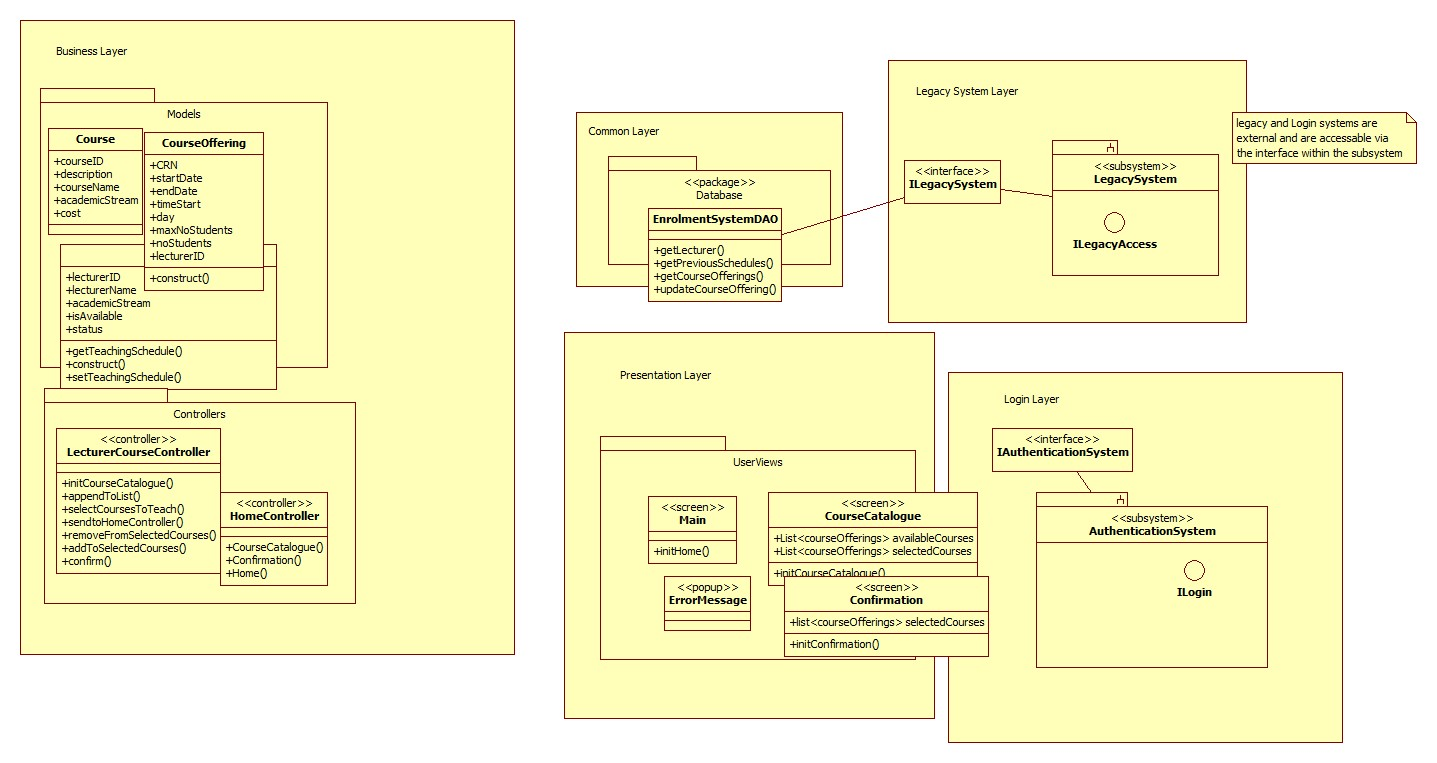 Business Layer
Models
Course
+courseID
+description
+courseName
+academicStream
+cost
CourseOffering
+CRN
+startDate
+endDate
+timeStart
+day
+maxNoStudents
+noStudents
+lecturerID
+construct()
+lecturerID
+lecturerName
+academicStream
+isAvailable
+status
+getTeachingSchedule()
+construct()
+setTeachingSchedule()
Controllers
<<controller>>
LecturerCourseController
+initCourseCatalogue()
+appendToList()
+selectCoursesToTeach()
+sendtoHomeController()
+removeFromSelectedCourses()
+addToSelectedCourses()
+confirm()
<<controller>>
HomeController
+CourseCatalogue()
+Confirmation()
+Home()
Common Layer
<<package>>
Database
EnrolmentSystemDAO
+getLecturer()
+getPreviousSchedules()
+getCourseOfferings()
+updateCourseOffering()
Legacy System Layer
<<interface>>
ILegacySystem
<<subsystem>>
LegacySystem
ILegacyAccess
legacy and Login systems are
external and are accessable via
the interface within the subsystem
Presentation Layer
UserViews
<<screen>>
Main
+initHome()
<<screen>>
CourseCatalogue
+List<courseOfferings> availableCourses
+List<courseOfferings> selectedCourses
+initCourseCatalogue()
<<popup>>
ErrorMessage
<<screen>>
Confirmation
+list<courseOfferings> selectedCourses
+initConfirmation()
Login Layer
<<interface>>
IAuthenticationSystem
<<subsystem>>
AuthenticationSystem
ILogin